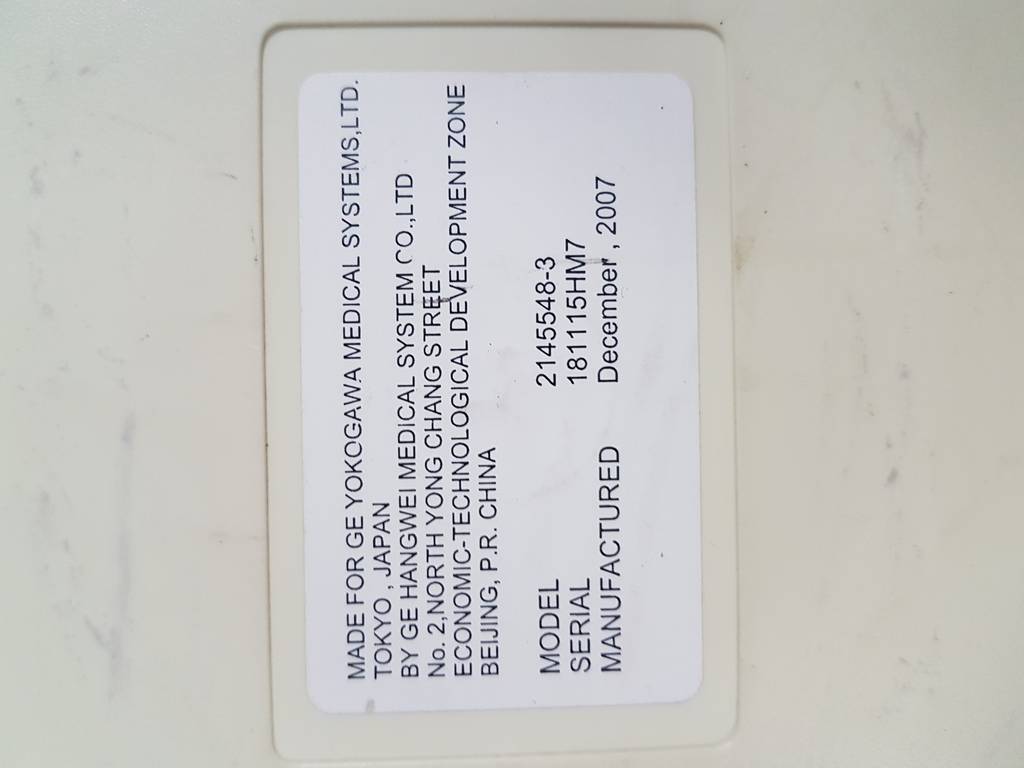 MADE FOR GE YOKOGAWA MEDICAL SYSTEMS,LTD.
TOKYO , JAPAN
BY GE HANGWEI MEDICAL SYSTEM CO.,LTD
No. 2,NORTH YONG CHANG STREET
ECONOMIC-TECHNOLOGICAL DEVELOPMENT ZONE
BEIJING, P.R. CHINA
MODEL 2145548-3
SERIAL 181115HM7
MANUFACTURED December , 2007